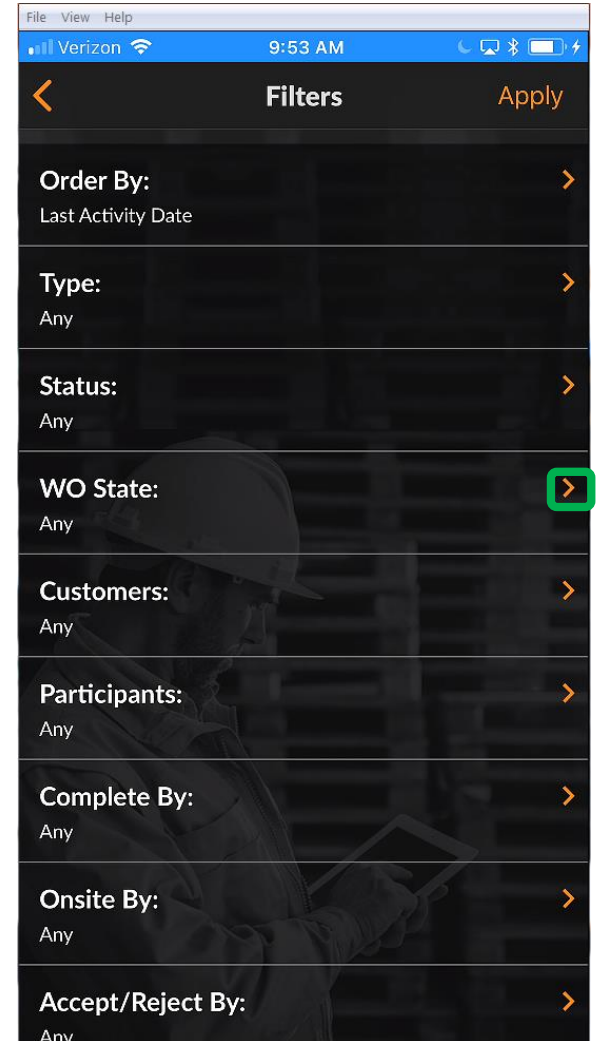 File View Help
Verizon 9:53 AM
Filters Apply
Order By:
Last Activity Date
Type:
Any
Status:
Any
WO State:
Any
Customers:
Any
Participants:
Any
Complete By:
Any
Onsite By:
Any
Accept/Reject By:
Any